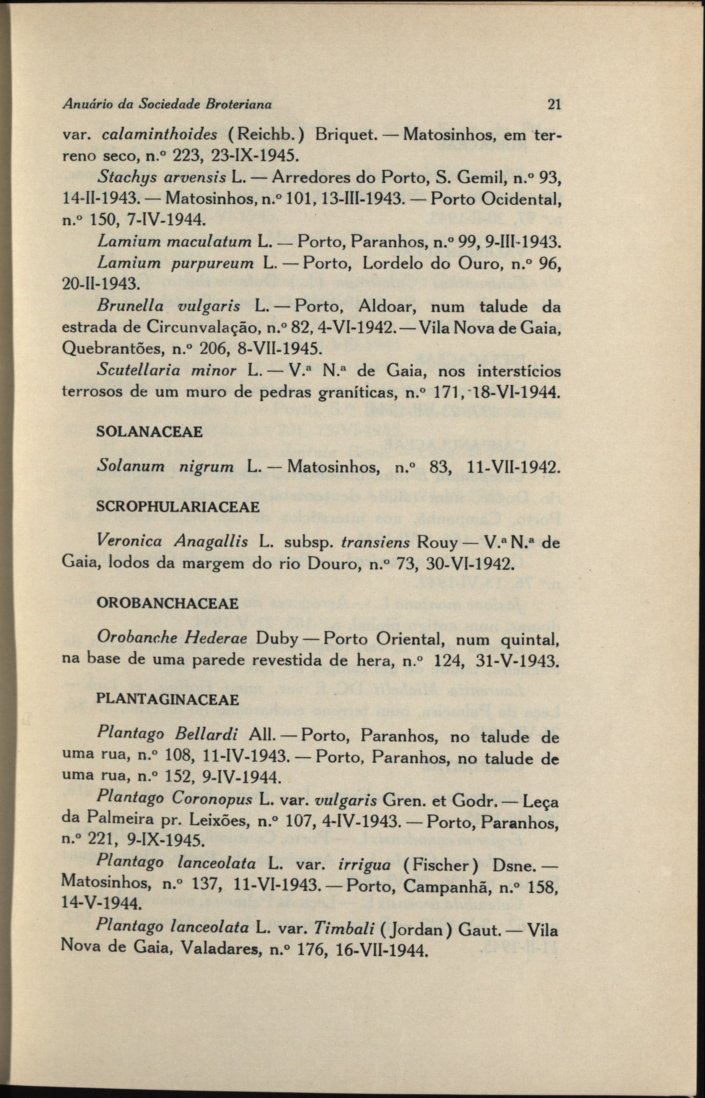 Anuário da Sociedade Broteriana 21
var. calaminthoides (Reichb.) Briquet. — Matosinhos, em ter-
reno seco, n.º 223, 23-IX-1945.
Stachys arvensis L. — Arredores do Porto, S. Gemil, n.º 93,
14-II-1943. — Matosinhos, n.º 101, 13-III-1943. — Porto Ocidental,
n.º 150, 7-IV-1944.
Lamium maculatum L. — Porto, Paranhos, n.º 99, 9-III-1943.
Lamium purpureum L. — Porto, Lordelo do Ouro, n.º 96,
20-II-1943.
Brunella vulgaris L. — Porto, Aldoar, num talude da
estrada de Circunvalação, n.º 82, 4-VI-1942. — Vila Nova de Gaia,
Quebrantões, n.º 206, 8-VII-1945.
Scutellaria minor L. — V.ª N.ª de Gaia, nos interstícios
terrosos de um muro de pedras graníticas, n.º 171, 18-VI-1944.
SOLANACEAE
Solanum nigrum L. — Matosinhos, n.º 83, 11-VII-1942.
SCROPHULARIACEAE
Veronica Anagallis L. subsp. transiens Rouy — V.ª N.ª de
Gaia, lodos da margem do rio Douro, n.º 73, 30-VI-1942.
OROBANCHACEAE
Orobanche Hederae Duby — Porto Oriental, num quintal,
na base de uma parede revestida de hera, n.º 124, 31-V-1943.
PLANTAGINACEAE
Plantago Bellardi All. — Porto, Paranhos, no talude de
uma rua, n.º 108, 11-IV-1943. — Porto, Paranhos, no talude de
uma rua, n.º 152, 9-IV-1944.
Plantago Coronopus L. var. vulgaris Gren. et Godr. — Leça
da Palmeira pr. Leixões, n.º 107, 4-IV-1943. — Porto, Paranhos,
n.º 221, 9-IX-1945.
Plantago lanceolata L. var. irrigua (Fischer) Dsne. —
Matosinhos, n.º 137, 11-VI-1943. — Porto, Campanhã, n.º 158,
14-V-1944.
Plantago lanceolata L. var. Timbali (Jordan) Gaut. — Vila
Nova de Gaia, Valadares, n.º 176, 16-VII-1944.